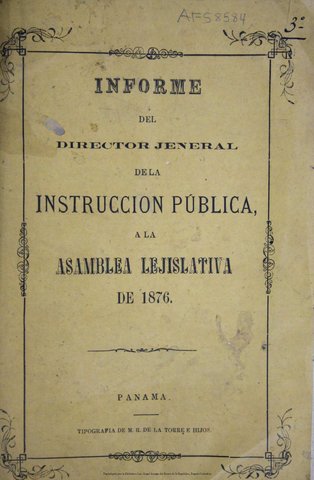 AFS8584
3º
INFORME
DEL
DIRECTOR JENERAL
DE LA
INSTRUCCION PÚBLICA,
A LA
ASAMBLEA LEJISLATIVA
DE 1876.
PANAMA.
TIPOGRAFIA DE M. R. DE LA TORRE E HIJOS.